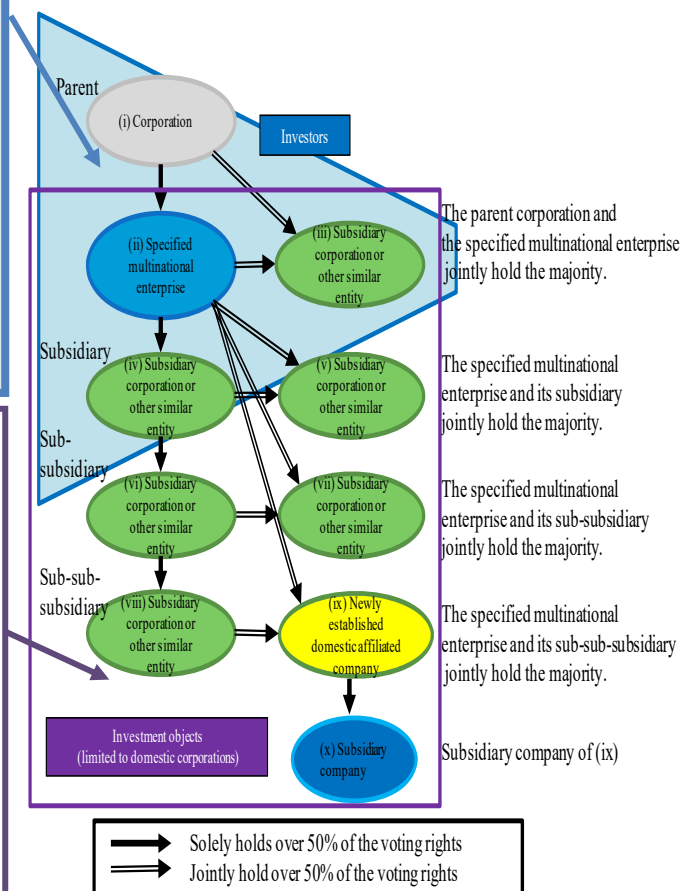 Parent
(i) Corporation
Investors
(ii) Specified
multinational
enterprise
(iii) Subsidiary
corporation or
other similar
entity
The parent corporation and
the specified multinational enterprise
jointly hold the majority.
Subsidiary
(iv) Subsidiary
corporation or
other similar
entity
(v) Subsidiary
corporation or
other similar
entity
The specified multinational
enterprise and its subsidiary
jointly hold the majority.
Sub-
subsidiary
(vi) Subsidiary
corporation or
other similar
entity
(vii) Subsidiary
corporation or
other similar
entity
The specified multinational
enterprise and its sub-subsidiary
jointly hold the majority.
Sub-sub-
subsidiary
(viii) Subsidiary
corporation or
other similar
entity
(ix) Newly
established
domestic affiliated
company
The specified multinational
enterprise and its sub-sub-subsidiary
jointly hold the majority.
Investment objects
(limited to domestic corporations)
(x) Subsidiary
company
Subsidiary company of (ix)
Solely holds over 50% of the voting rights
Jointly hold over 50% of the voting rights